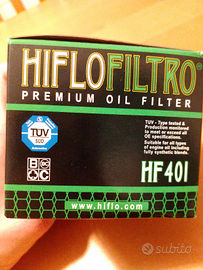 HIFLOFILTRO®
PREMIUM OIL FILTER
TUV
SÜD
TUV - Type tested &
Production monitored
to meet or exceed all
OE specifications.
Suitable for all types
of engine oil including
fully synthetic blends.
HF401
www.hiflo.com
subito